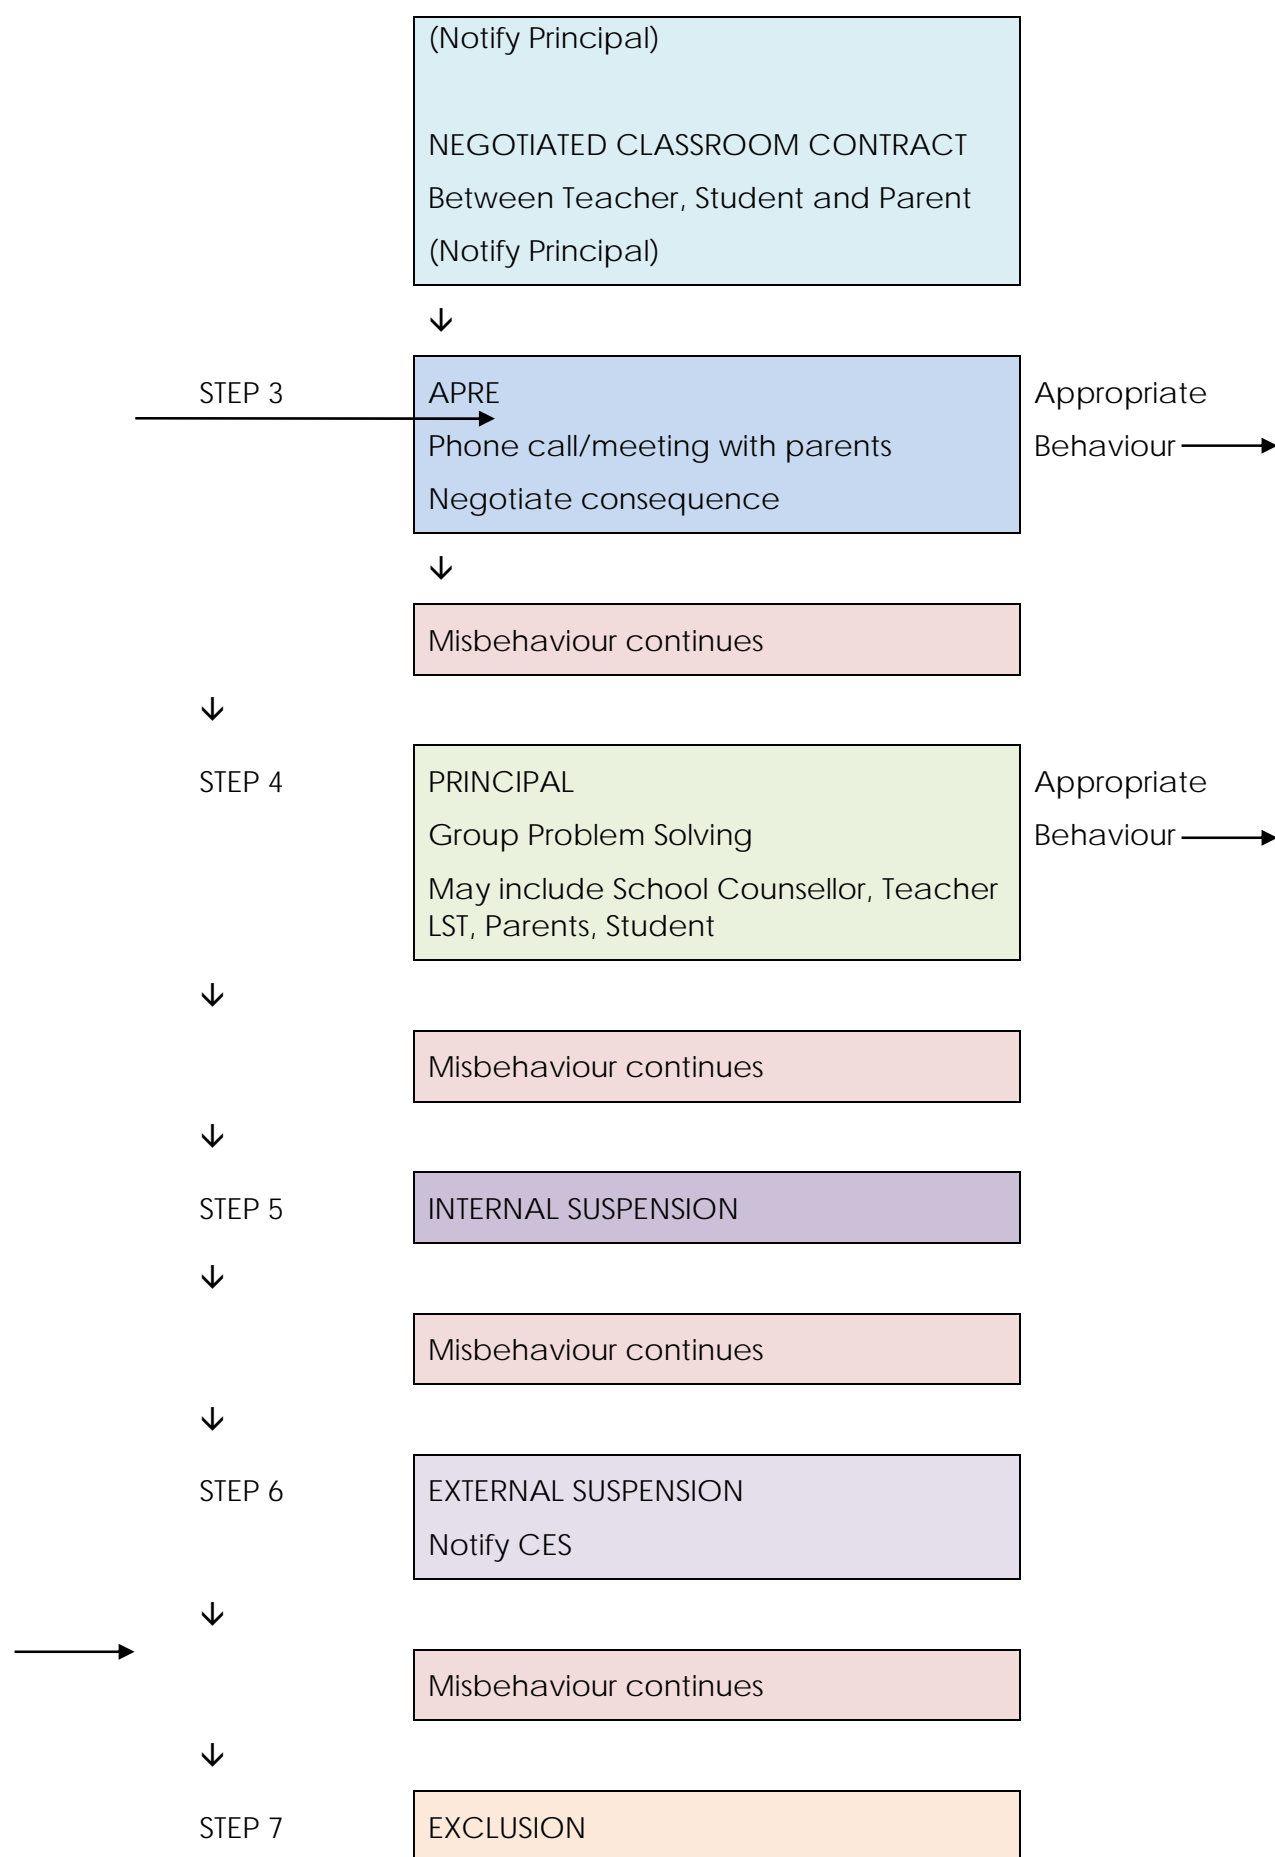 (Notify Principal)
NEGOTIATED CLASSROOM CONTRACT
Between Teacher, Student and Parent
(Notify Principal)
STEP 3
APRE
Phone call/meeting with parents
Negotiate consequence
Appropriate
Behaviour
Misbehaviour continues
STEP 4
PRINCIPAL
Group Problem Solving
May include School Counsellor, Teacher
LST, Parents, Student
Appropriate
Behaviour
Misbehaviour continues
STEP 5
INTERNAL SUSPENSION
Misbehaviour continues
STEP 6
EXTERNAL SUSPENSION
Notify CES
Misbehaviour continues
STEP 7
EXCLUSION